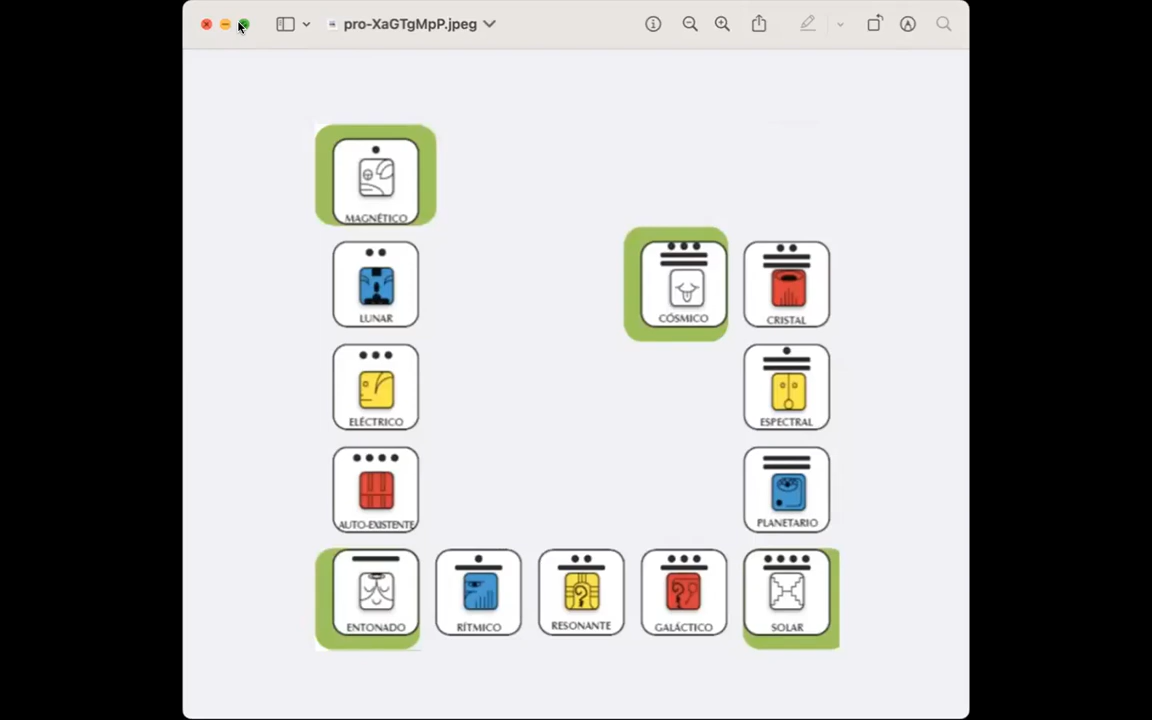 pro-XaGTgMpP.jpeg
MAGNÉTICO
LUNAR
CÓSMICO
CRISTAL
ELÉCTRICO
ESPECTRAL
AUTO-EXISTENTE
PLANETARIO
ENTONADO
RÍTMICO
RESONANTE
GALÁCTICO
SOLAR